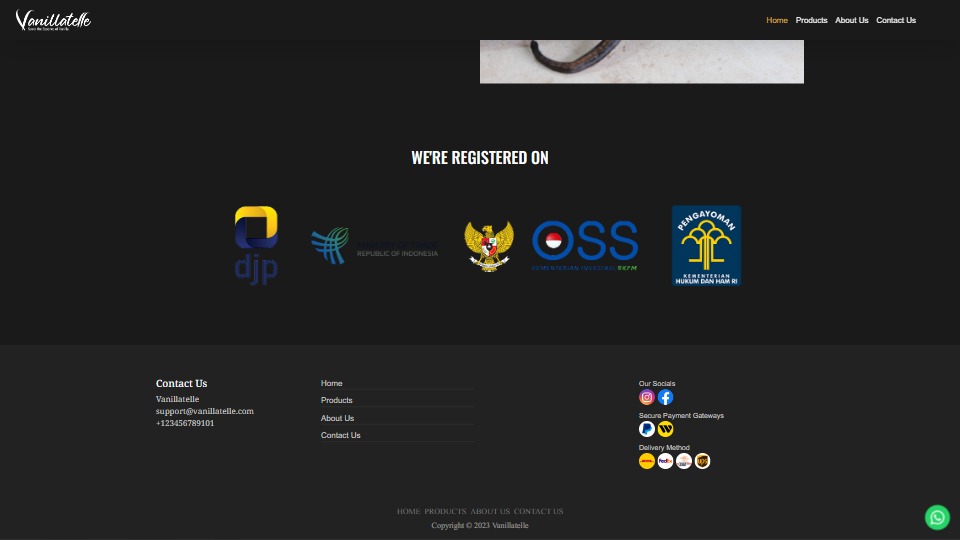 Vanillatelle
Home Products About Us Contact Us
WE'RE REGISTERED ON
djp
REPUBLIC OF INDONESIA
OSS
KEMENTERIAN INVESTASI/BKPM
PENGAYOMAN
KEMENTERIAN
HUKUM DAN HAM RI
Contact Us
Vanillatelle
support@vanillatelle.com
+123456789101
Home
Products
About Us
Contact Us
Our Socials
Secure Payment Gateways
Delivery Method
FedEx
ups
HOME PRODUCTS ABOUT US CONTACT US
Copyright © 2023 Vanillatelle